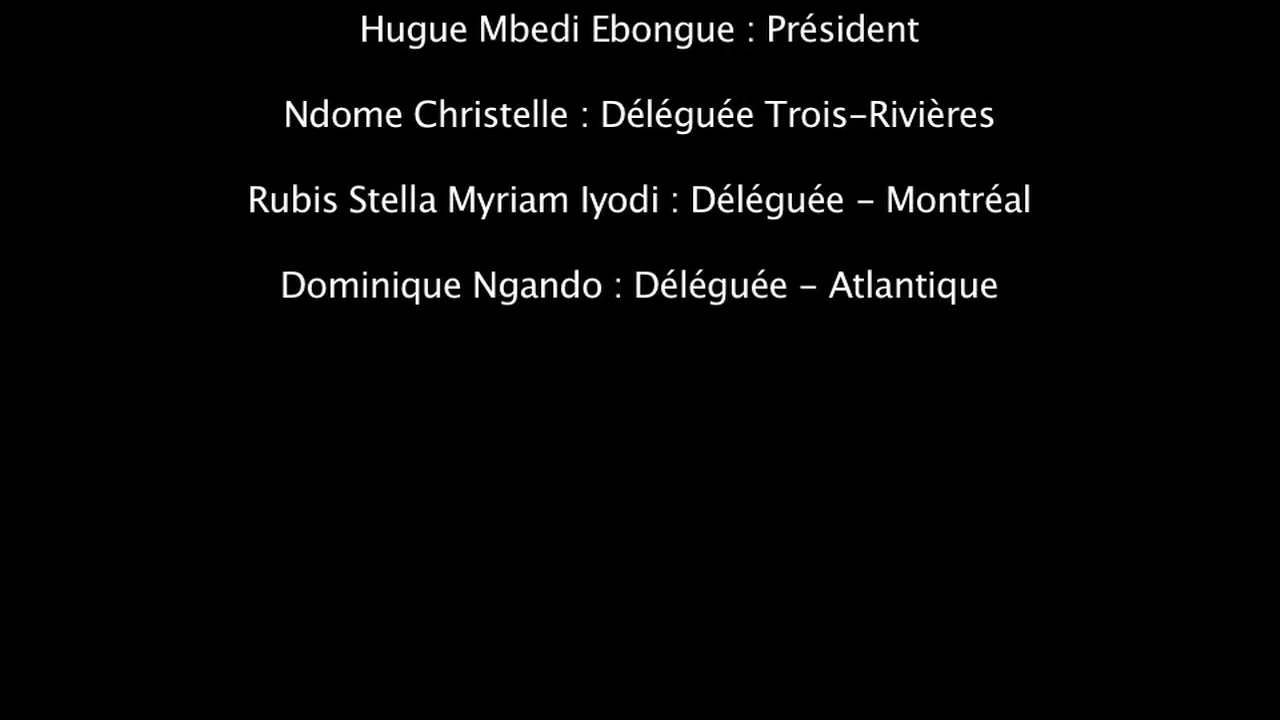 Hugue Mbedi Ebongue : Président
Ndome Christelle : Déléguée Trois-Rivières
Rubis Stella Myriam Iyodi : Déléguée - Montréal
Dominique Ngando : Déléguée - Atlantique